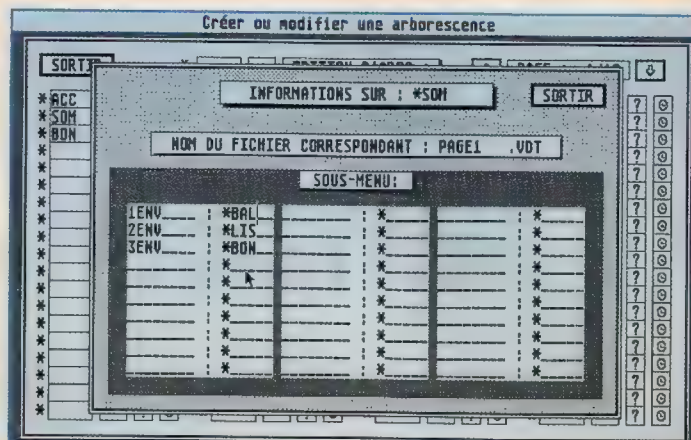 Créer ou modifier une arborescence
SORTIR
*ACC
*SOM
*BON
INFORMATIONS SUR : *SOM
SORTIR
NOM DU FICHIER CORRESPONDANT : PAGE1 .VDT
SOUS-MENU:
1ENV : *BAL
2ENV : *LIS
3ENV : *BON